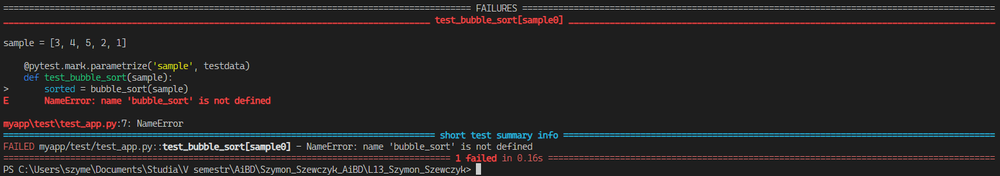 =============================== FAILURES ===============================
_______________________________ test_bubble_sort[sample0] _______________________________
sample = [3, 4, 5, 2, 1]
    @pytest.mark.parametrize('sample', testdata)
    def test_bubble_sort(sample):
>       sorted = bubble_sort(sample)
E       NameError: name 'bubble_sort' is not defined
myapp\test\test_app.py:7: NameError
=============================== short test summary info ===============================
FAILED myapp/test/test_app.py::test_bubble_sort[sample0] - NameError: name 'bubble_sort' is not defined
=============================== 1 failed in 0.16s ===============================
PS C:\Users\szyme\Documents\Studia\V semestr\AiBD\Szymon_Szewczyk_AiBD\L13_Szymon_Szewczyk>